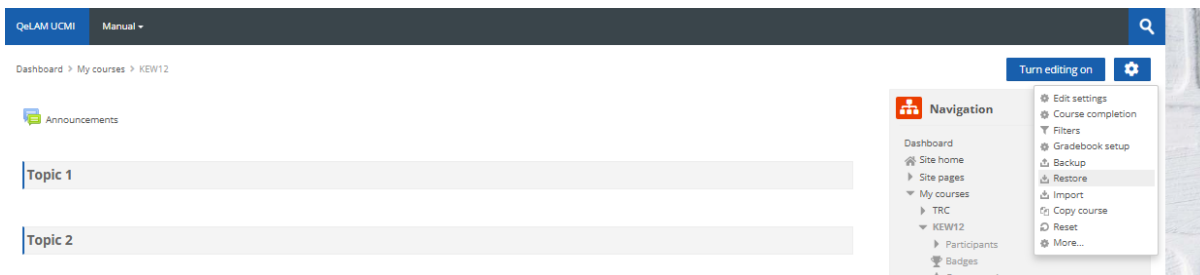 QeLAM UCMI Manual
Dashboard > My courses > KEW12
Turn editing on
Announcements
Topic 1
Topic 2
Navigation
Dashboard
Site home
Site pages
My courses
TRC
KEW12
Participants
Badges
Edit settings
Course completion
Filters
Gradebook setup
Backup
Restore
Import
Copy course
Reset
More...